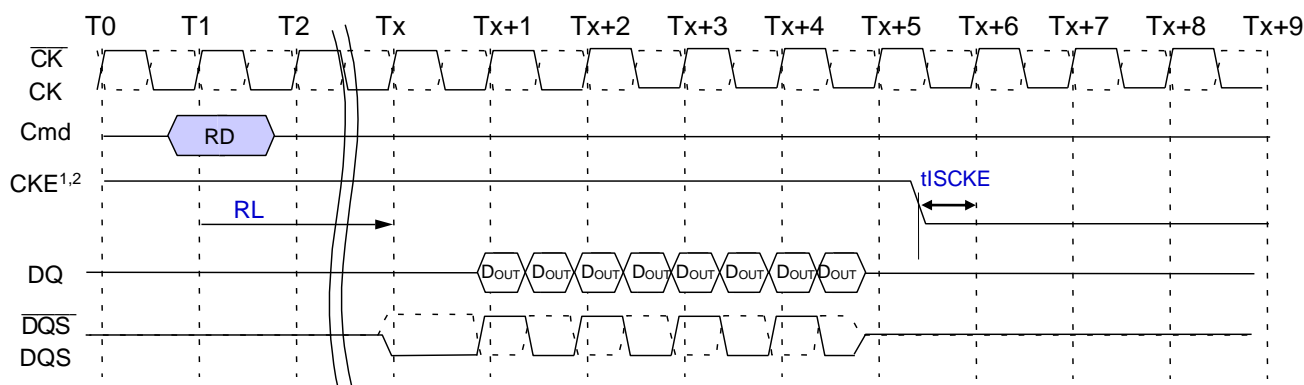 T0 T1 T2 Tx Tx+1 Tx+2 Tx+3 Tx+4 Tx+5 Tx+6 Tx+7 Tx+8 Tx+9
CK
CK
Cmd RD
CKE1,2 tISCKE
RL
DQ DOUT DOUT DOUT DOUT DOUT DOUT DOUT DOUT
DQS
DQS